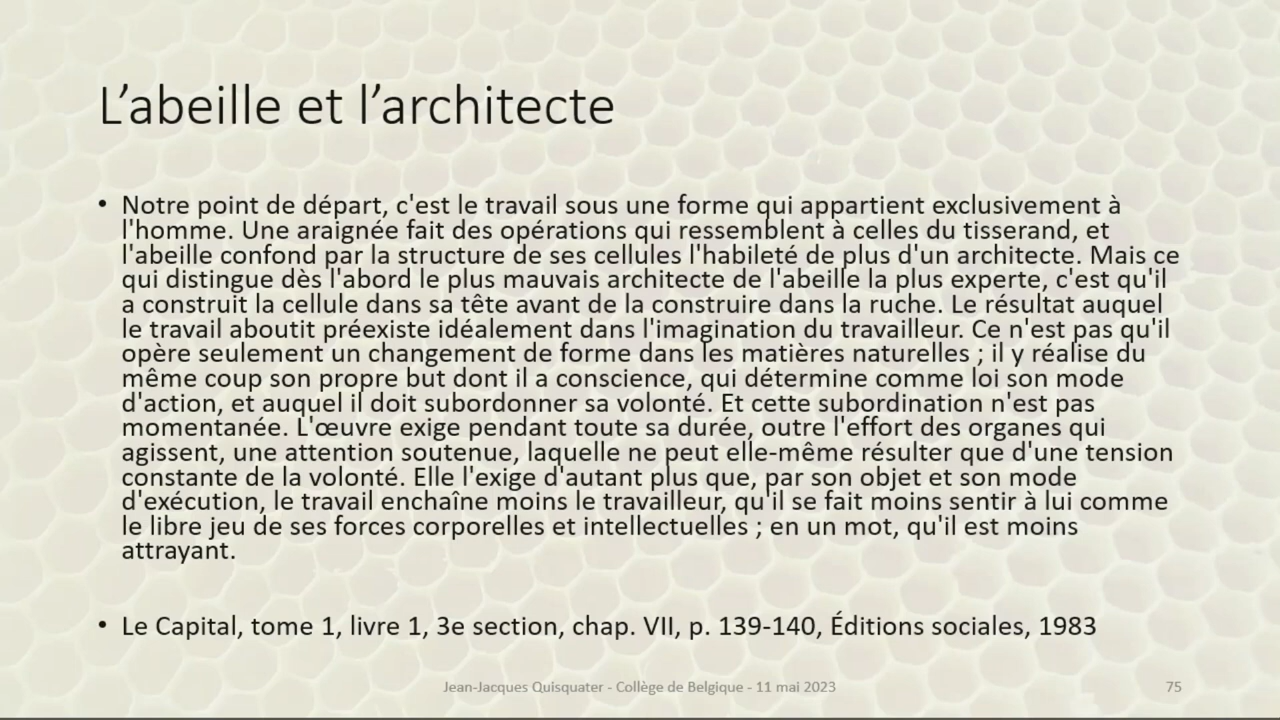 L’abeille et l’architecte
• Notre point de départ, c'est le travail sous une forme qui appartient exclusivement à
l'homme. Une araignée fait des opérations qui ressemblent à celles du tisserand, et
l'abeille confond par la structure de ses cellules l'habileté de plus d'un architecte. Mais ce
qui distingue dès l'abord le plus mauvais architecte de l'abeille la plus experte, c'est qu'il
a construit la cellule dans sa tête avant de la construire dans la ruche. Le résultat auquel
le travail aboutit préexiste idéalement dans l'imagination du travailleur. Ce n'est pas qu'il
opère seulement un changement de forme dans les matières naturelles ; il y réalise du
même coup son propre but dont il a conscience, qui détermine comme loi son mode
d'action, et auquel il doit subordonner sa volonté. Et cette subordination n'est pas
momentanée. L'œuvre exige pendant toute sa durée, outre l'effort des organes qui
agissent, une attention soutenue, laquelle ne peut elle-même résulter que d'une tension
constante de la volonté. Elle l'exige d'autant plus que, par son objet et son mode
d'exécution, le travail enchaîne moins le travailleur, qu'il se fait moins sentir à lui comme
le libre jeu de ses forces corporelles et intellectuelles ; en un mot, qu'il est moins
attrayant.
• Le Capital, tome 1, livre 1, 3e section, chap. VII, p. 139-140, Éditions sociales, 1983
Jean-Jacques Quisquater - Collège de Belgique - 11 mai 2023
75